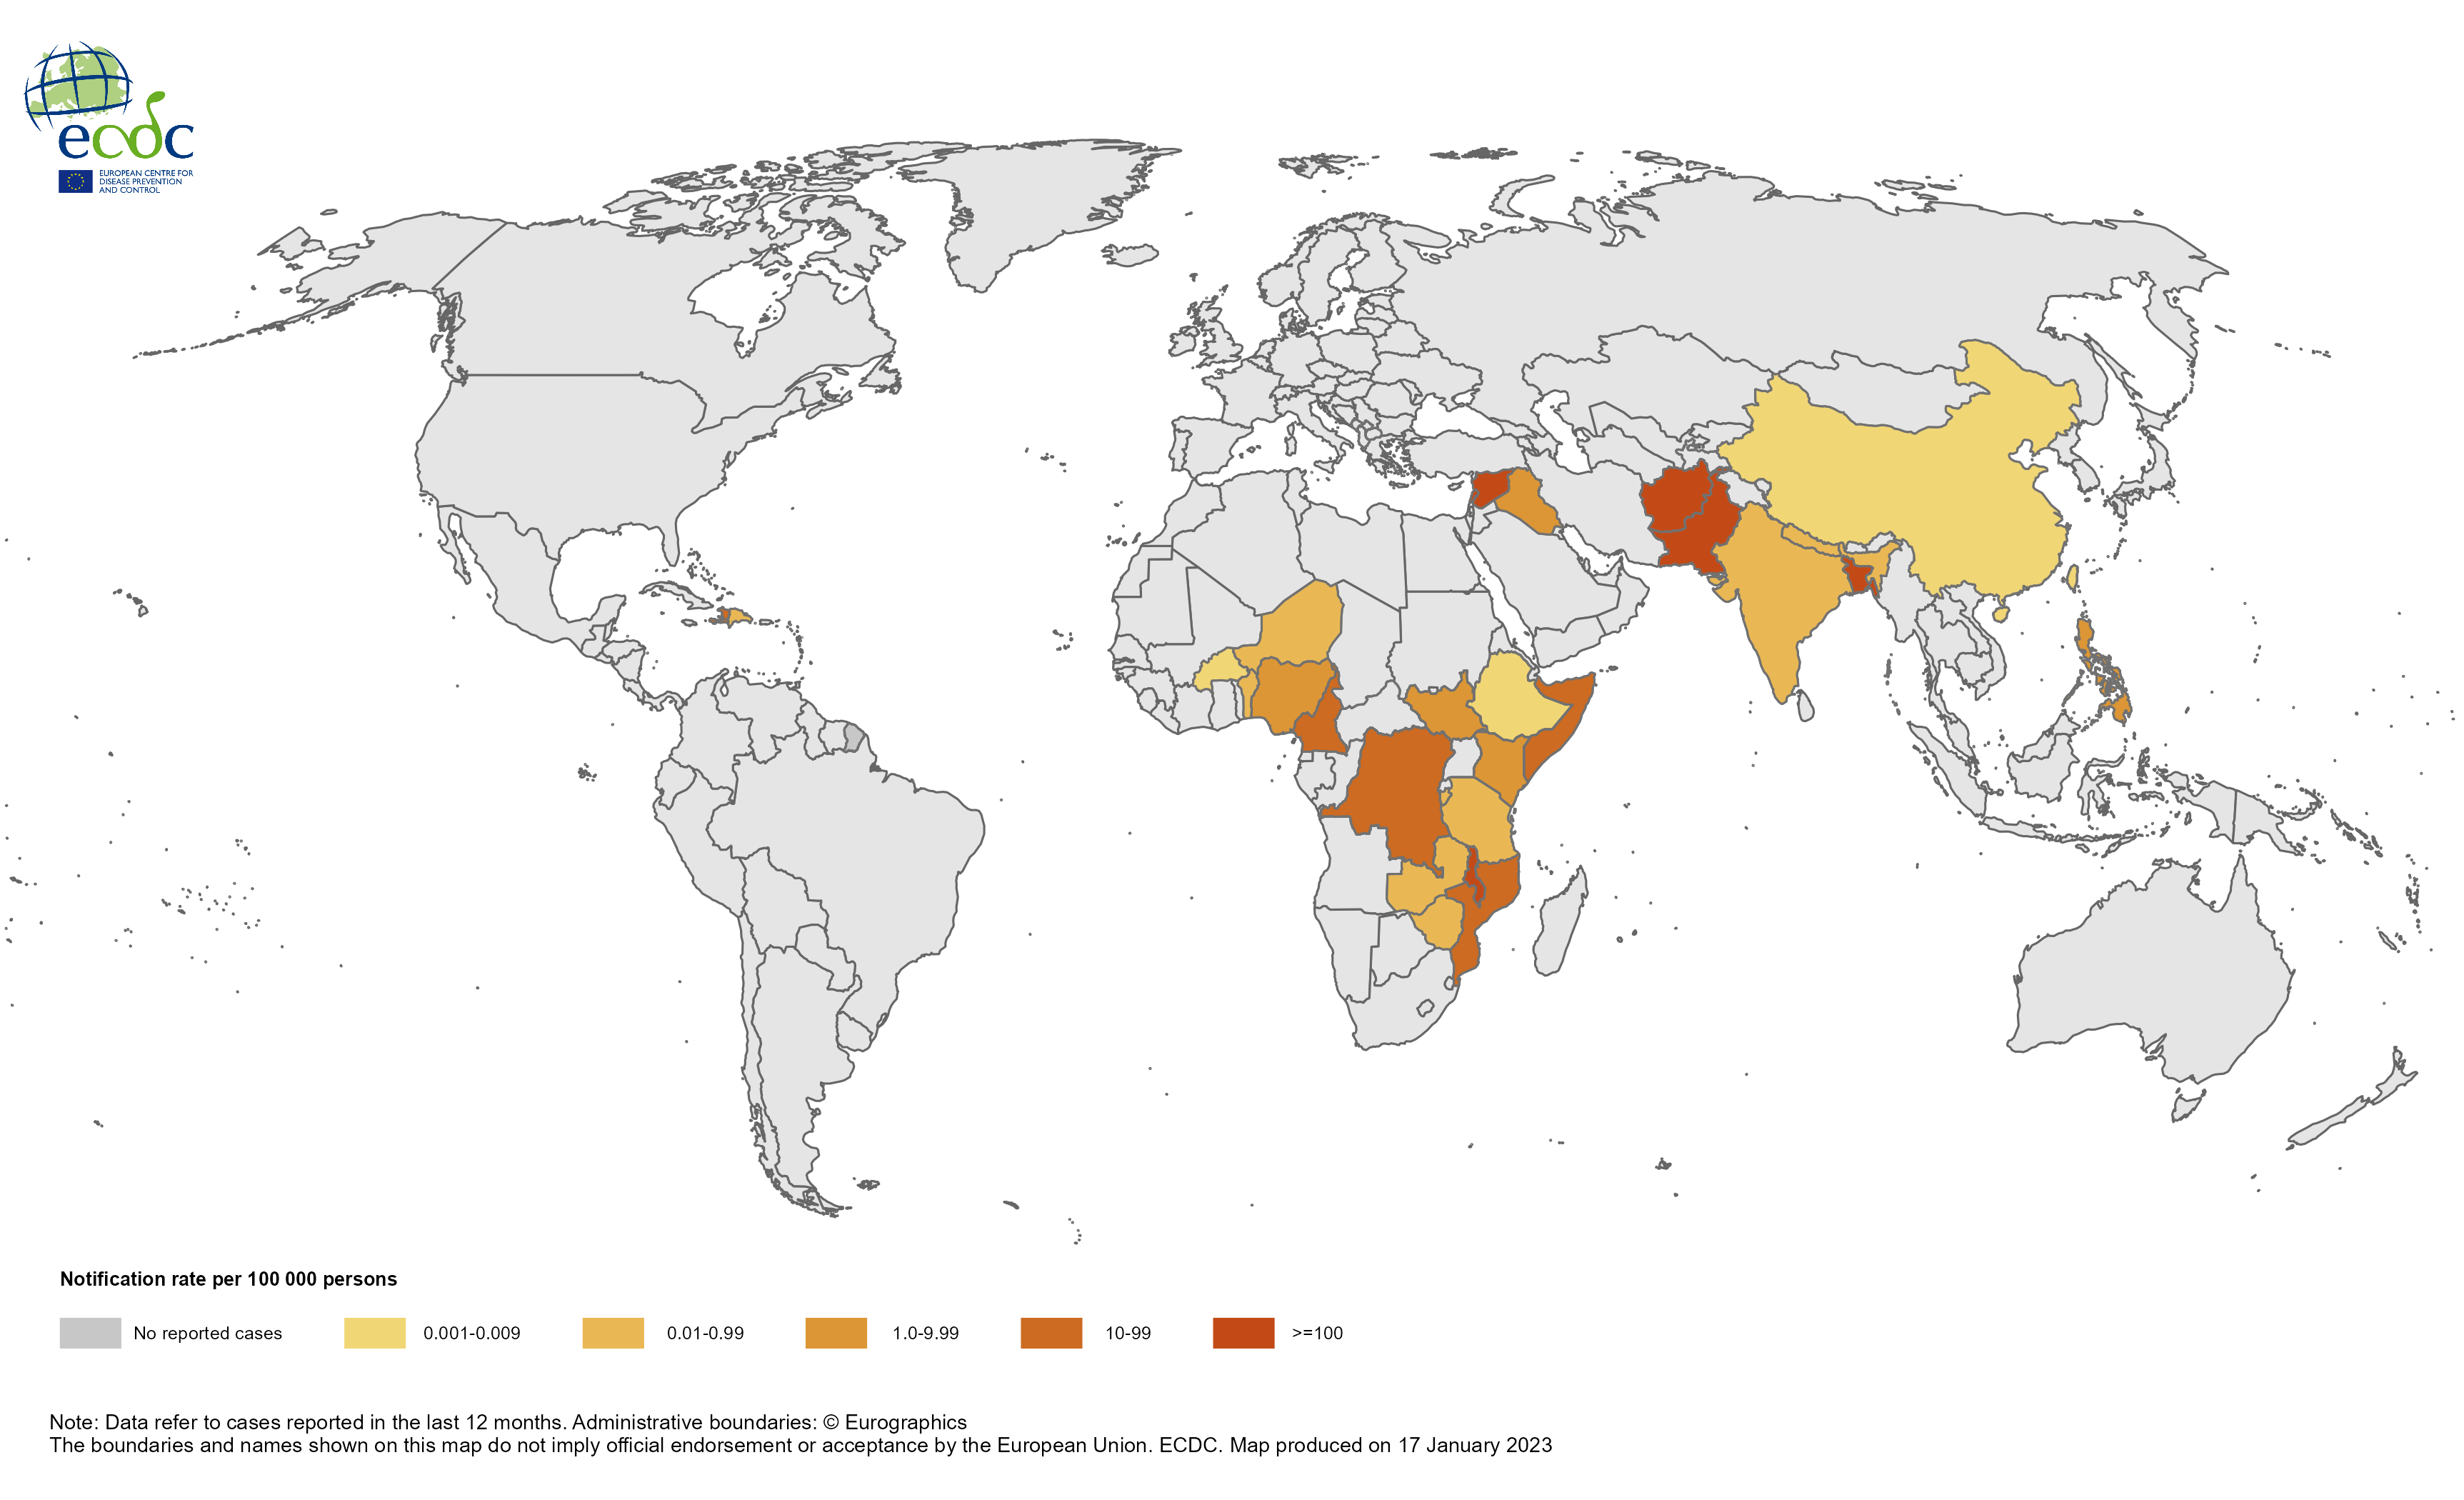 ecdc
EUROPEAN CENTRE FOR
DISEASE PREVENTION
AND CONTROL
Notification rate per 100 000 persons
No reported cases
0.001-0.009
0.01-0.99
1.0-9.99
10-99
>=100
Note: Data refer to cases reported in the last 12 months. Administrative boundaries: © Eurographics
The boundaries and names shown on this map do not imply official endorsement or acceptance by the European Union. ECDC. Map produced on 17 January 2023